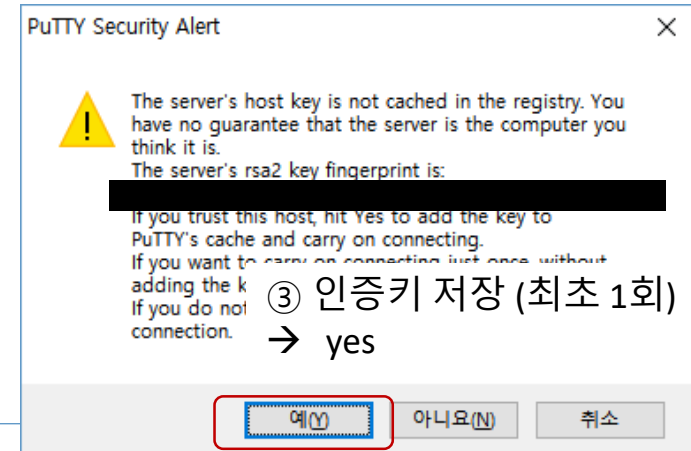 PuTTY Security Alert
The server's host key is not cached in the registry. You
have no guarantee that the server is the computer you
think it is.
The server's rsa2 key fingerprint is:
If you trust this host, hit Yes to add the key to
PuTTY's cache and carry on connecting.
If you want to carry on connecting just once, without
adding the k
If you do not
connection.
③ 인증키 저장 (최초 1회)
→ yes
예(Y)
아니요(N)
취소